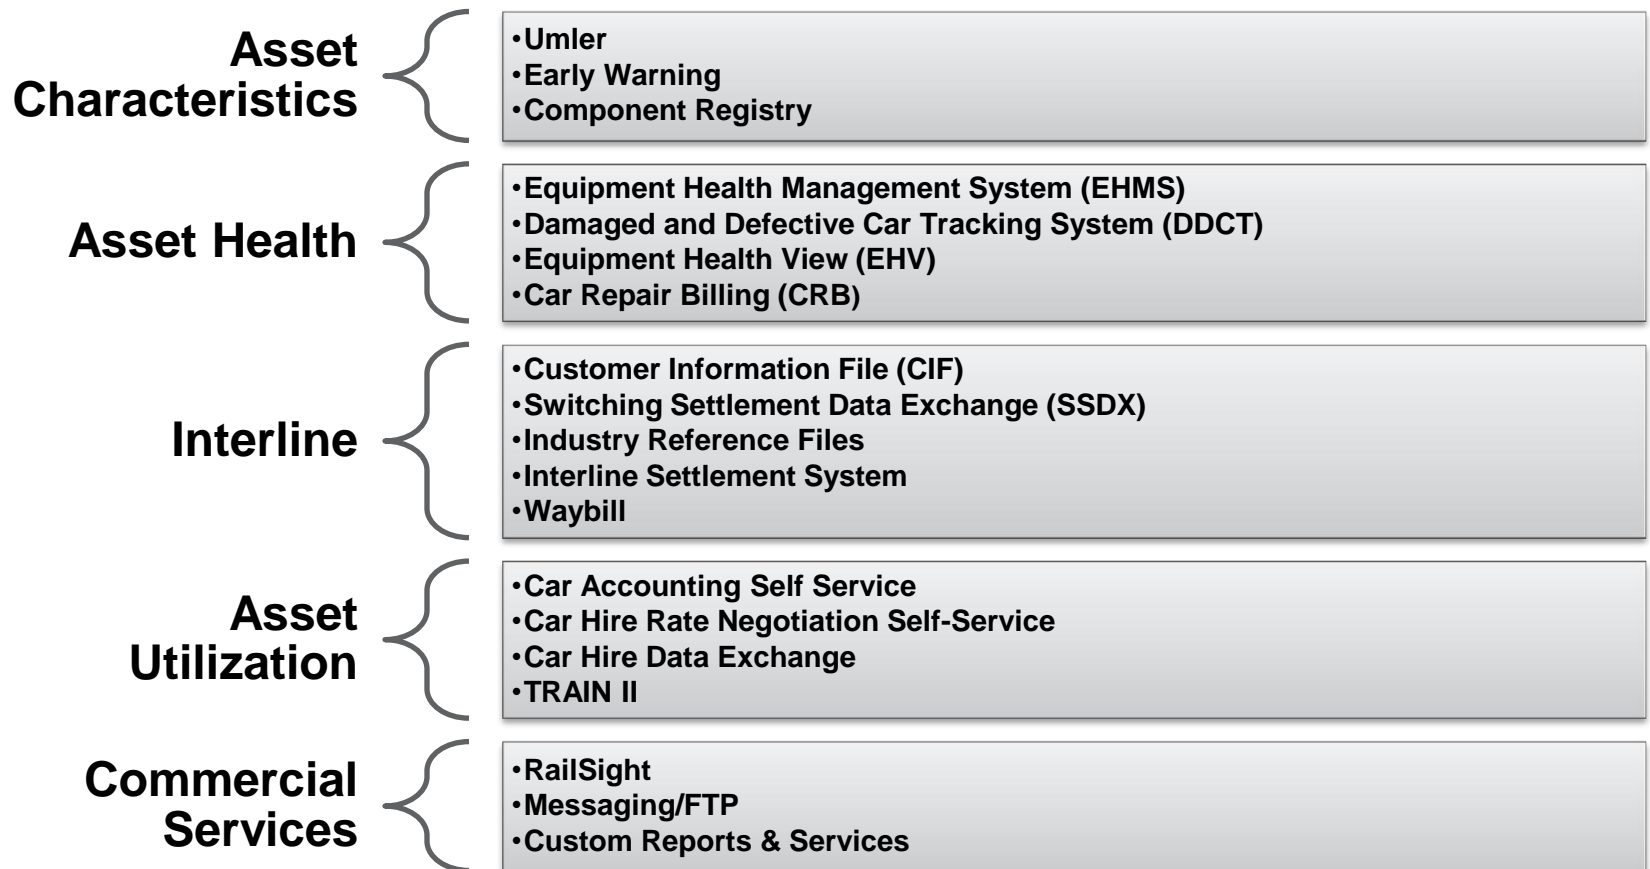 Asset
Characteristics
•Umler
•Early Warning
•Component Registry
Asset Health
•Equipment Health Management System (EHMS)
•Damaged and Defective Car Tracking System (DDCT)
•Equipment Health View (EHV)
•Car Repair Billing (CRB)
Interline
•Customer Information File (CIF)
•Switching Settlement Data Exchange (SSDX)
•Industry Reference Files
•Interline Settlement System
•Waybill
Asset
Utilization
•Car Accounting Self Service
•Car Hire Rate Negotiation Self-Service
•Car Hire Data Exchange
•TRAIN II
Commercial
Services
•RailSight
•Messaging/FTP
•Custom Reports & Services